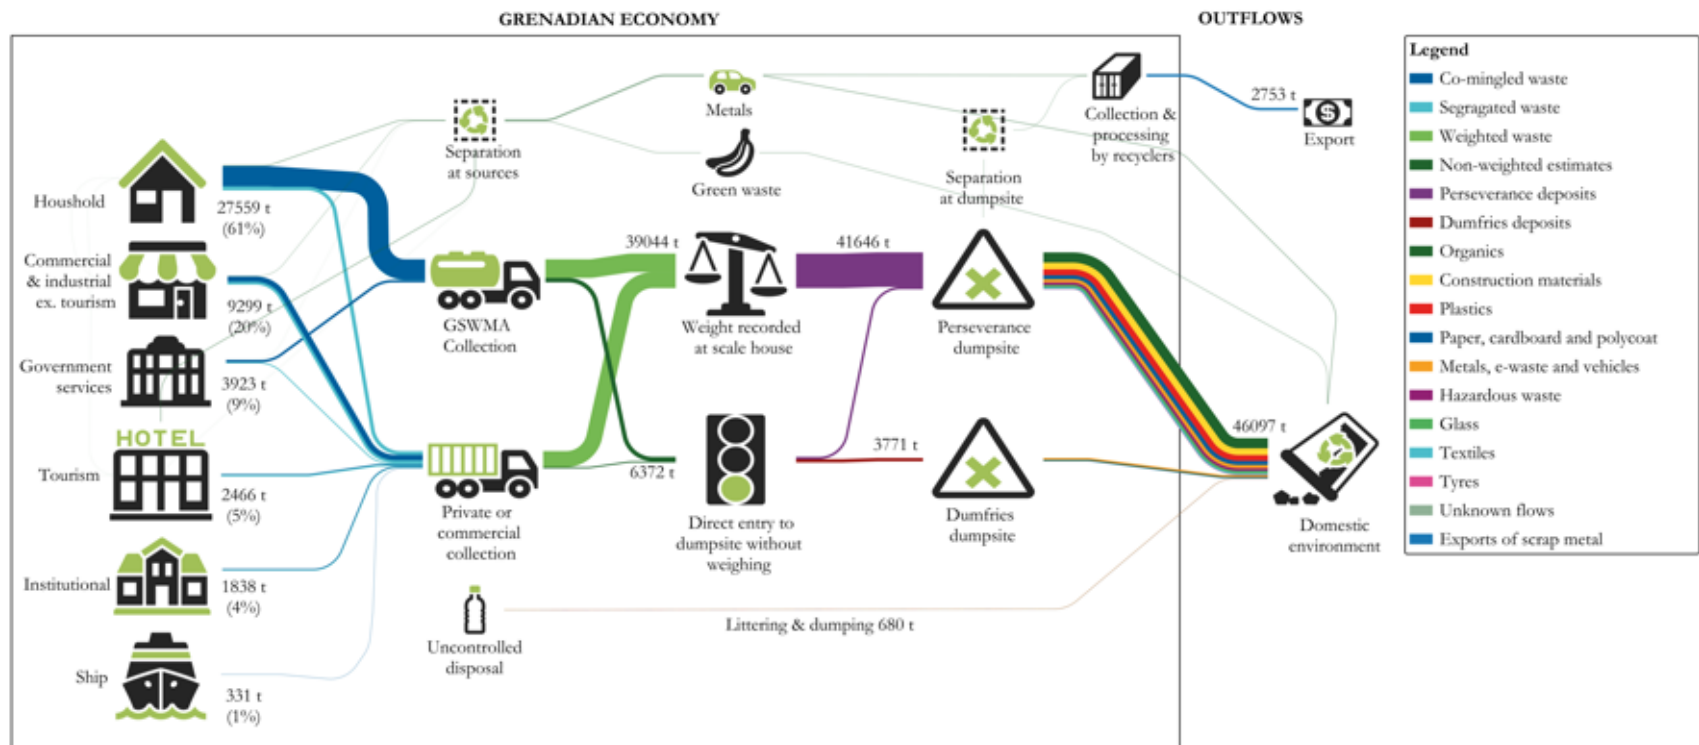 GRENADIAN ECONOMY
OUTFLOWS
Separation
at sources
Metals
Green waste
Separation
at dumpsite
Collection &
processing
by recyclers
2753 t
Export
Houshold
27559 t
(61%)
Commercial
& industrial
ex. tourism
9299 t
(20%)
Government
services
3923 t
(9%)
HOTEL
Tourism
2466 t
(5%)
Institutional
1838 t
(4%)
Ship
331 t
(1%)
GSWMA
Collection
Private or
commercial
collection
Uncontrolled
disposal
39044 t
6372 t
Weight recorded
at scale house
Direct entry to
dumpsite without
weighing
41646 t
3771 t
Perseverance
dumpsite
Dumfries
dumpsite
Littering & dumping 680 t
46097 t
Domestic
environment
Legend
Co-mingled waste
Segragated waste
Weighted waste
Non-weighted estimates
Perseverance deposits
Dumfries deposits
Organics
Construction materials
Plastics
Paper, cardboard and polycoat
Metals, e-waste and vehicles
Hazardous waste
Glass
Textiles
Tyres
Unknown flows
Exports of scrap metal